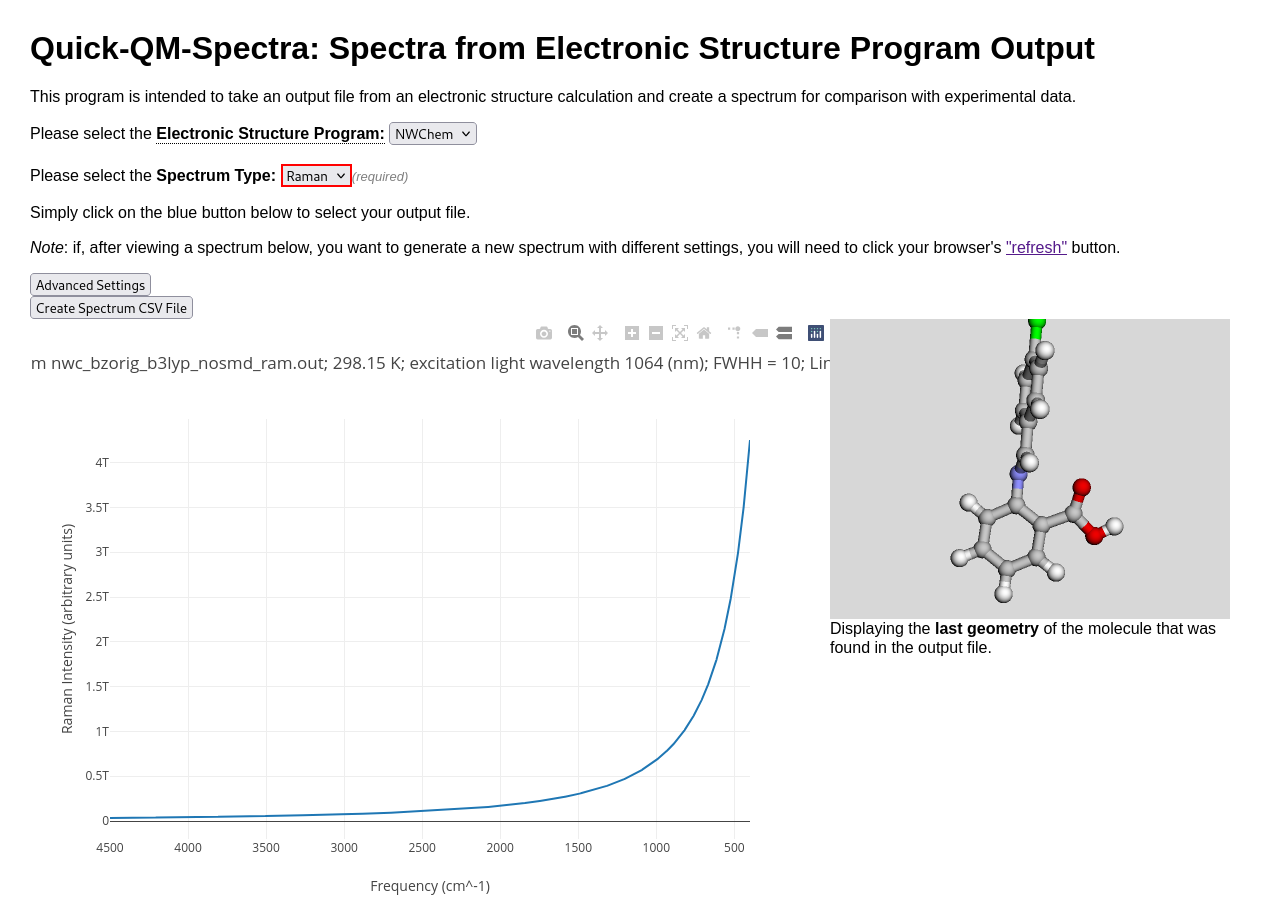 Quick-QM-Spectra: Spectra from Electronic Structure Program Output
This program is intended to take an output file from an electronic structure calculation and create a spectrum for comparison with experimental data.
Please select the Electronic Structure Program: NWChem
Please select the Spectrum Type: Raman (required)
Simply click on the blue button below to select your output file.
Note: if, after viewing a spectrum below, you want to generate a new spectrum with different settings, you will need to click your browser's "refresh" button.
Advanced Settings
Create Spectrum CSV File
m nwc_bzorig_b3lyp_nosmd_ram.out; 298.15 K; excitation light wavelength 1064 (nm); FWHH = 10; Lin
4T
3.5T
3T
2.5T
2T
1.5T
1T
0.5T
0
Raman Intensity (arbitrary units)
4500 4000 3500 3000 2500 2000 1500 1000 500
Frequency (cm^-1)
Displaying the last geometry of the molecule that was
found in the output file.